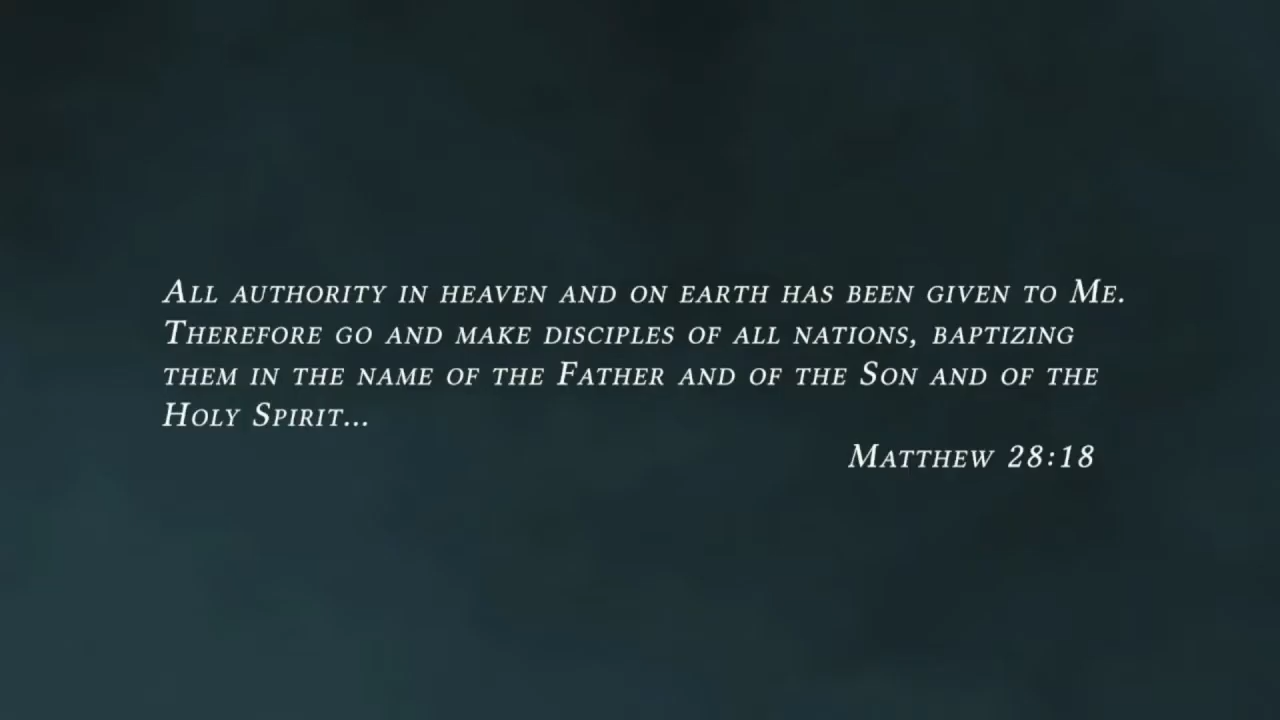 All authority in heaven and on earth has been given to Me.
Therefore go and make disciples of all nations, baptizing
them in the name of the Father and of the Son and of the
Holy Spirit...
Matthew 28:18